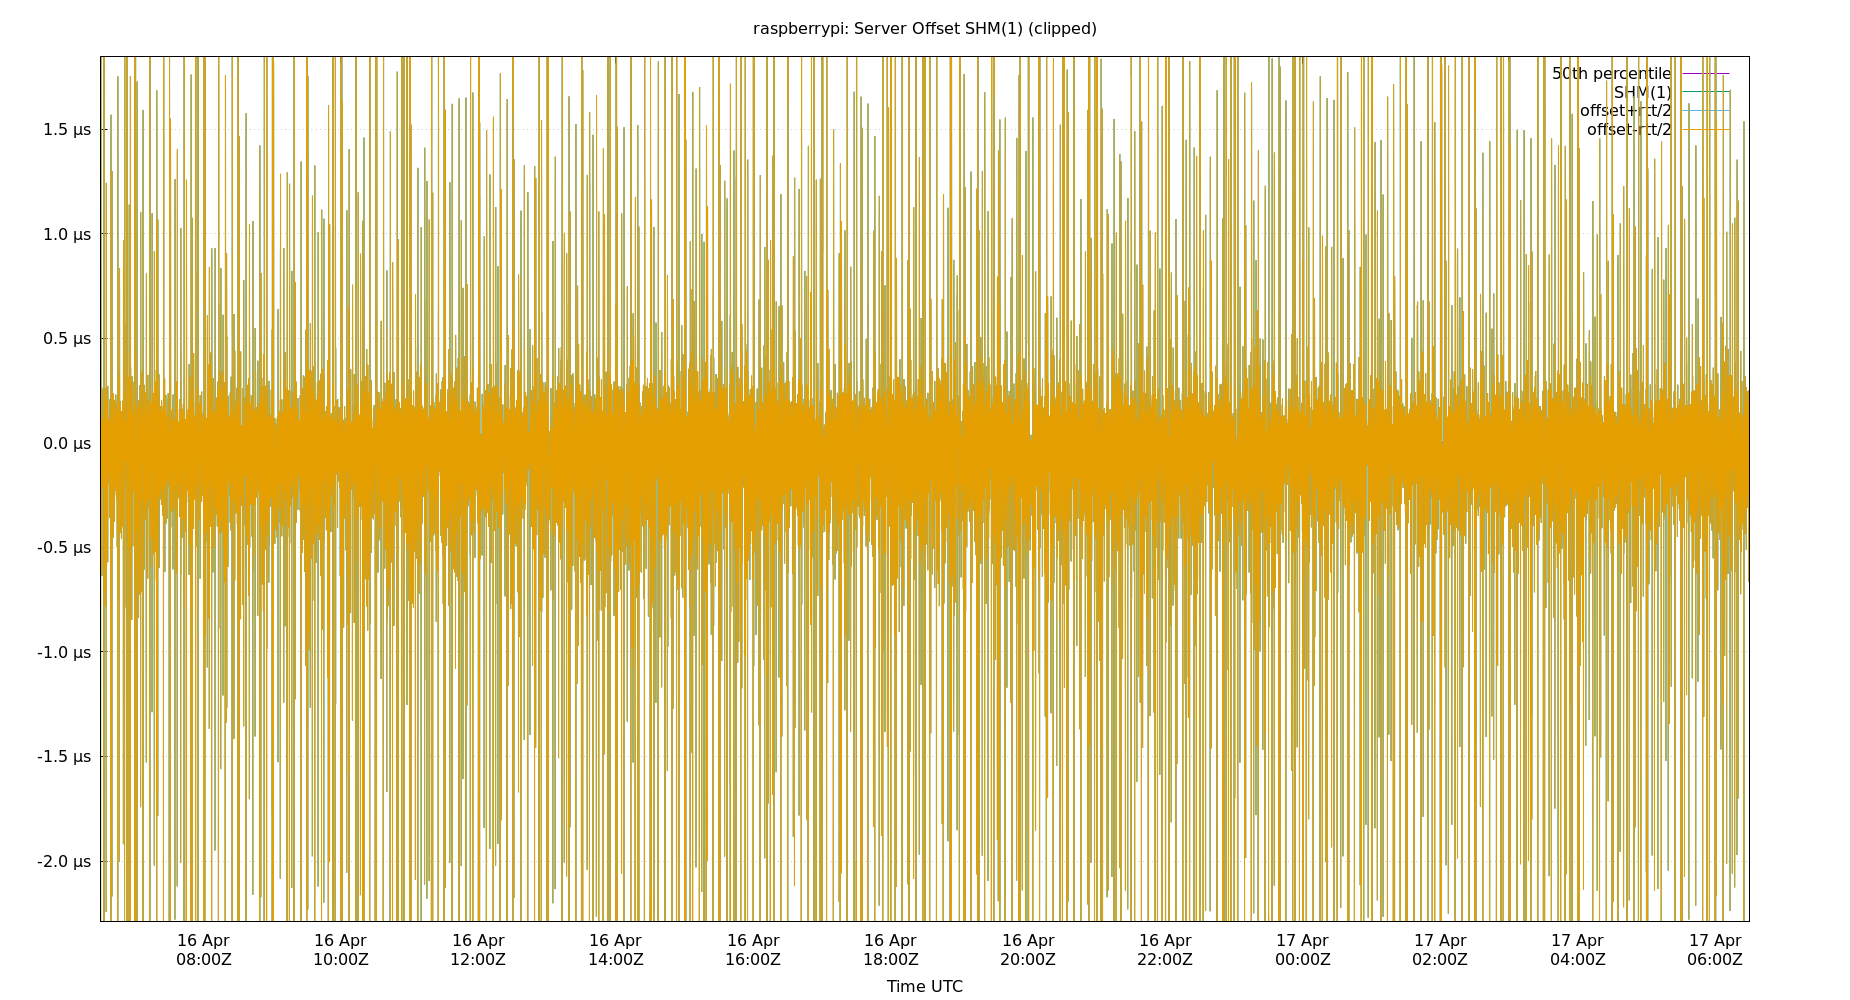 raspberrypi: Server Offset SHM(1) (clipped)
50th percentile
SHM(1)
offset+rtt/2
offset-rtt/2
1.5 µs
1.0 µs
0.5 µs
0.0 µs
-0.5 µs
-1.0 µs
-1.5 µs
-2.0 µs
16 Apr 16 Apr 16 Apr 16 Apr 16 Apr 16 Apr 16 Apr 16 Apr 17 Apr 17 Apr 17 Apr 17 Apr
08:00Z 10:00Z 12:00Z 14:00Z 16:00Z 18:00Z 20:00Z 22:00Z 00:00Z 02:00Z 04:00Z 06:00Z
Time UTC